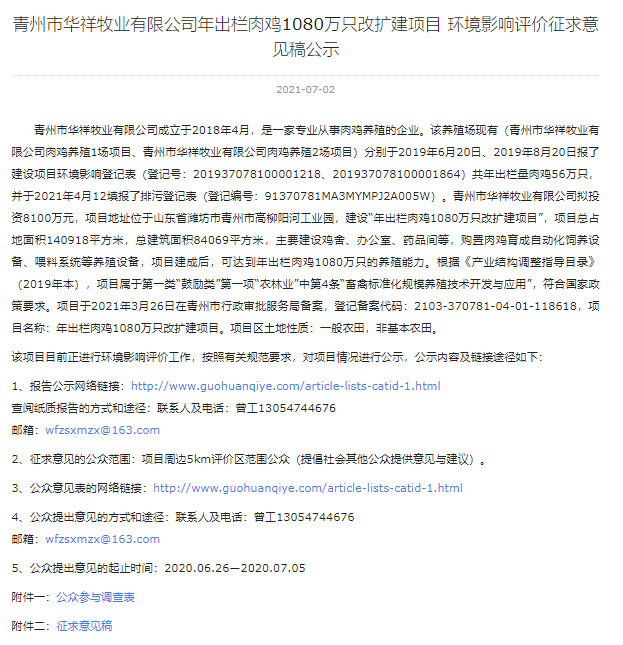 青州市华祥牧业有限公司年出栏肉鸡1080万只改扩建项目 环境影响评价征求意
见稿公示
2021-07-02
青州市华祥牧业有限公司成立于2018年4月，是一家专业从事肉鸡养殖的企业。该养殖场现有（青州市华祥牧业有
限公司肉鸡养殖1场项目、青州市华祥牧业有限公司肉鸡养殖2场项目）分别于2019年6月20日、2019年8月20日报了
建设项目环境影响登记表（登记号：201937078100001218、201937078100001864）共年出栏量肉鸡56万只，
并于2021年4月12填报了排污登记表（登记编号：91370781MA3MYMPJ2A005W）。青州市华祥牧业有限公司拟投
资8100万元，项目地址位于山东省潍坊市青州市高柳阳河工业园，建设“年出栏肉鸡1080万只改扩建项目”，项目总占
地面积140918平方米，总建筑面积84069平方米，主要建设鸡舍、办公室、药品间等，购置肉鸡育成自动化饲养设
备、喂料系统等养殖设备，项目建成后，可达到年出栏肉鸡1080万只的养殖能力。根据《产业结构调整指导目录》
（2019年本），项目属于第一类“鼓励类”第一项“农林业”中第4条“畜禽标准化规模养殖技术开发与应用”，符合国家政
策要求。项目于2021年3月26日在青州市行政审批服务局备案，登记备案代码：2103-370781-04-01-118618，项
目名称：年出栏肉鸡1080万只改扩建项目。项目区土地性质：一般农田，非基本农田。
该项目目前正进行环境影响评价工作，按照有关规范要求，对项目情况进行公示，公示内容及链接途径如下：
1、报告公示网络链接：http://www.guohuanqiye.com/article-lists-catid-1.html
查阅纸质报告的方式和途径：联系人及电话：曾工13054744676
邮箱：wfzsxmzx@163.com
2、征求意见的公众范围：项目周边5km评价区范围公众（提倡社会其他公众提供意见与建议）。
3、公众意见表的网络链接：http://www.guohuanqiye.com/article-lists-catid-1.html
4、公众提出意见的方式和途径：联系人及电话：曾工13054744676
邮箱：wfzsxmzx@163.com
5、公众提出意见的起止时间：2020.06.26—2020.07.05
附件一：公众参与调查表
附件二：征求意见稿